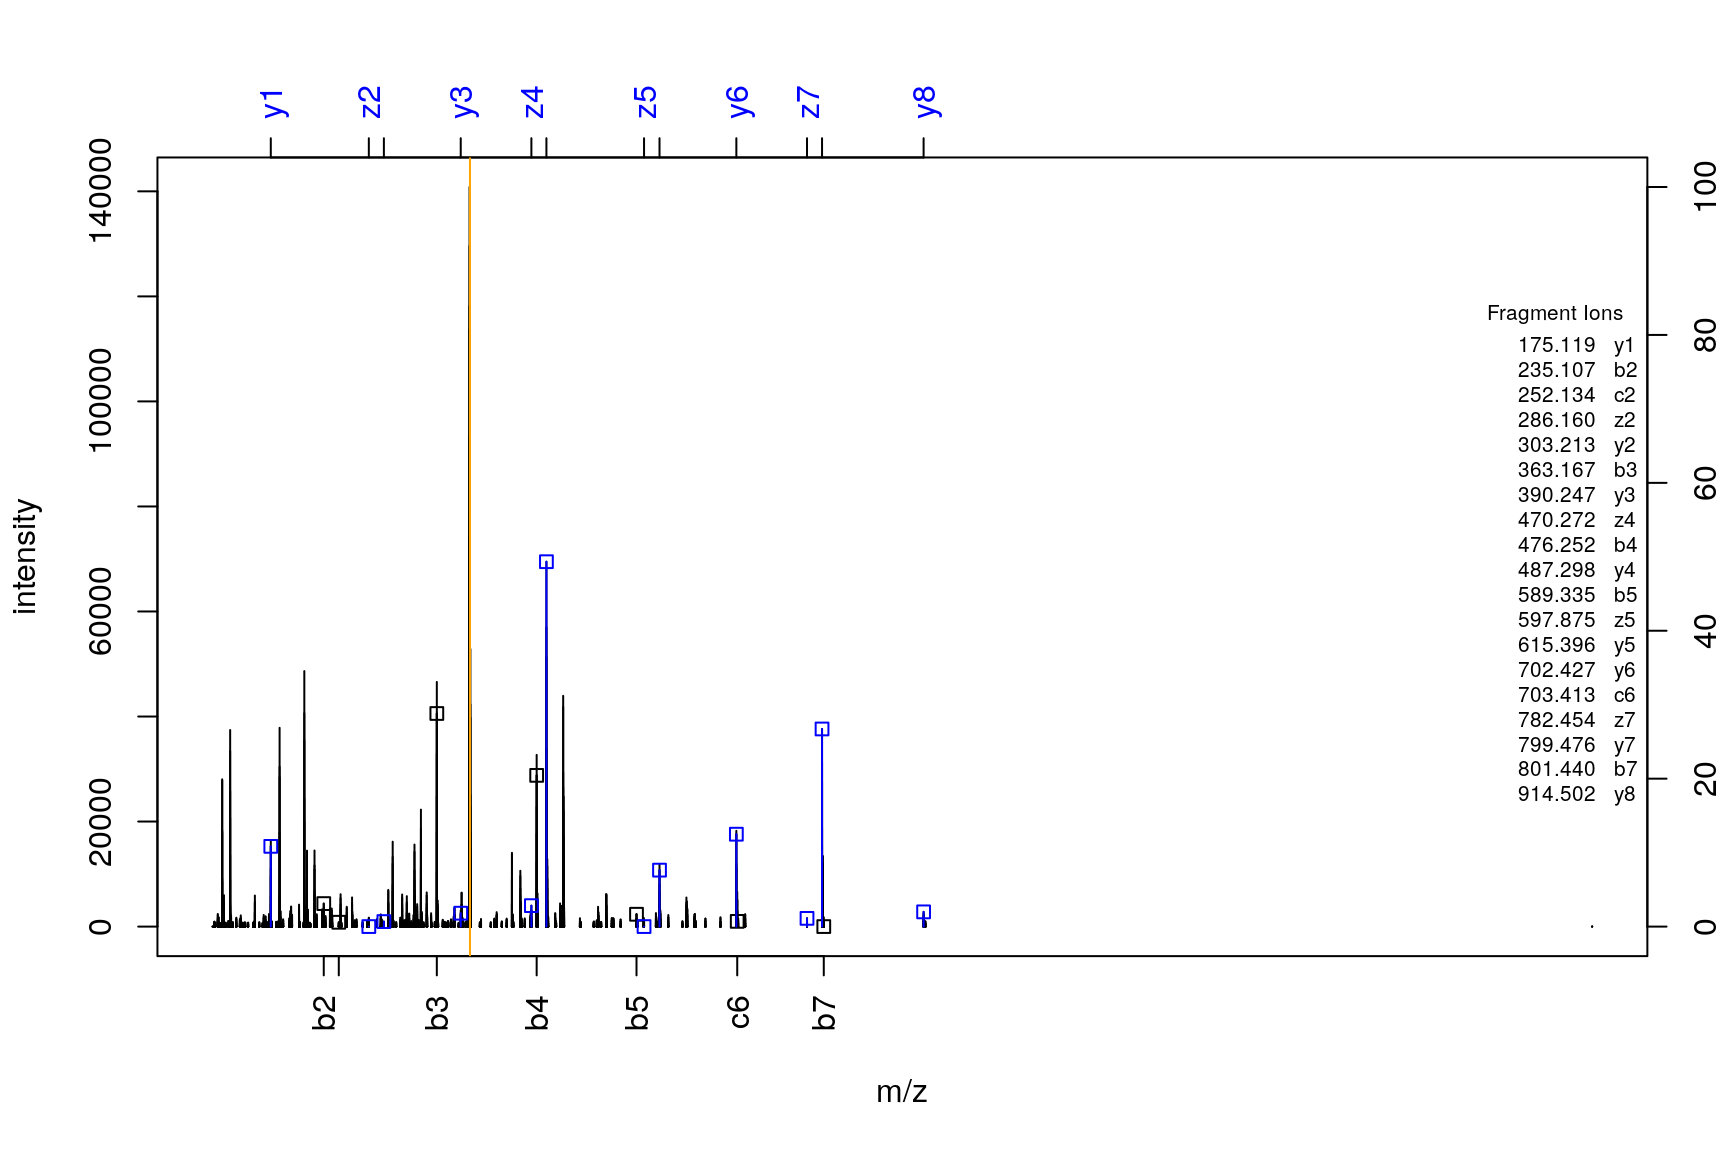 y1 z2 y3 z4 z5 y6 z7 y8
140000
100000
60000
20000
0
100
80
60
40
20
0
intensity
Fragment Ions
175.119 y1
235.107 b2
252.134 c2
286.160 z2
303.213 y2
363.167 b3
390.247 y3
470.272 z4
476.252 b4
487.298 y4
589.335 b5
597.875 z5
615.396 y5
702.427 y6
703.413 c6
782.454 z7
799.476 y7
801.440 b7
914.502 y8
b2 b3 b4 b5 c6 b7
m/z